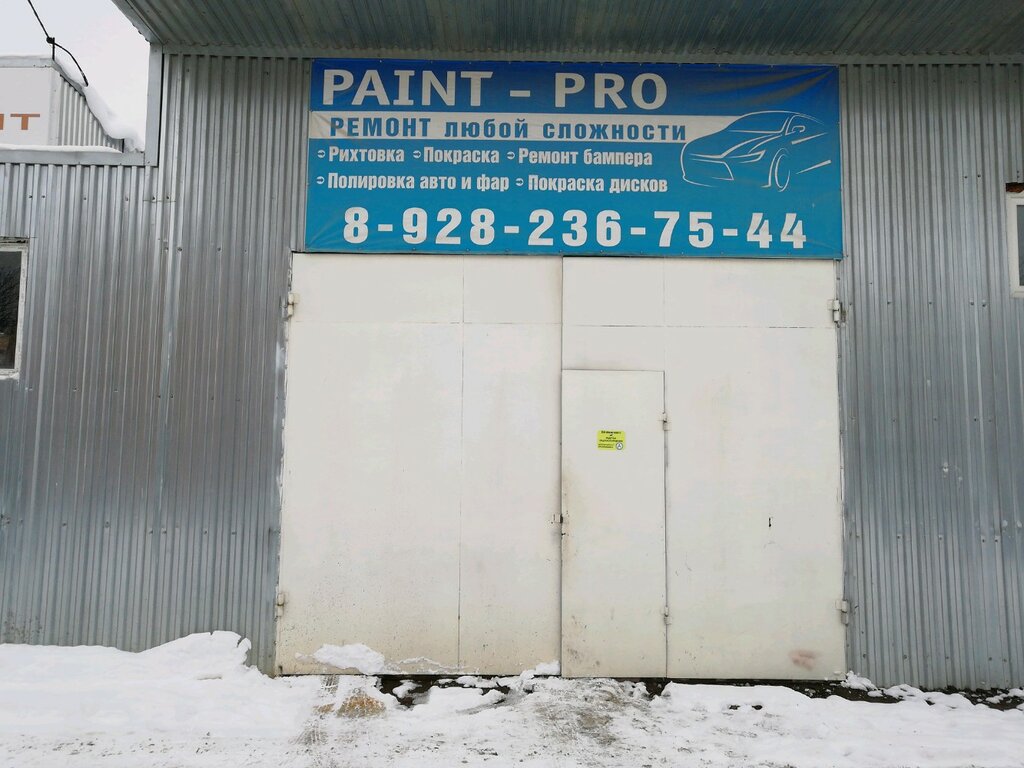 PAINT - PRO
РЕМОНТ ЛЮБОЙ СЛОЖНОСТИ
Рихтовка Покраска Ремонт бампера
Полировка авто и фар Покраска дисков
8-928-236-75-44